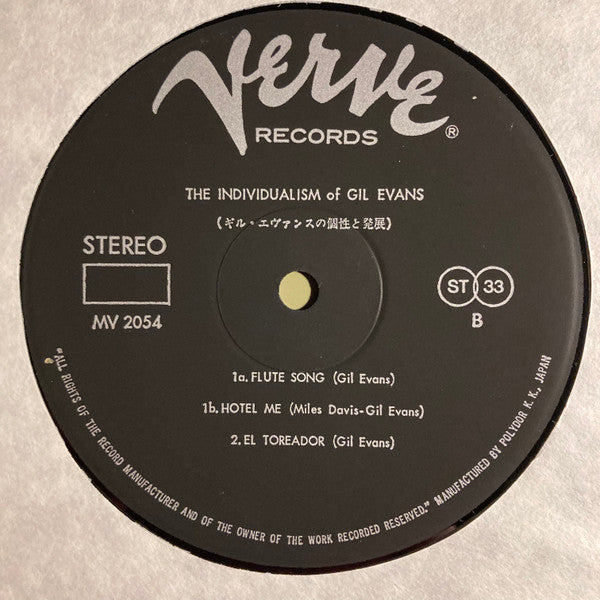 Verve
RECORDS ®
THE INDIVIDUALISM of GIL EVANS
(ギル・エヴァンスの個性と発展)
STEREO
MV 2054
ST 33
B
1a. FLUTE SONG (Gil Evans)
1b. HOTEL ME (Miles Davis-Gil Evans)
2. EL TOREADOR (Gil Evans)
"ALL RIGHTS OF THE RECORD MANUFACTURER AND OF THE OWNER OF THE WORK RECORDED RESERVED." MANUFACTURED BY POLYDOR K. K., JAPAN